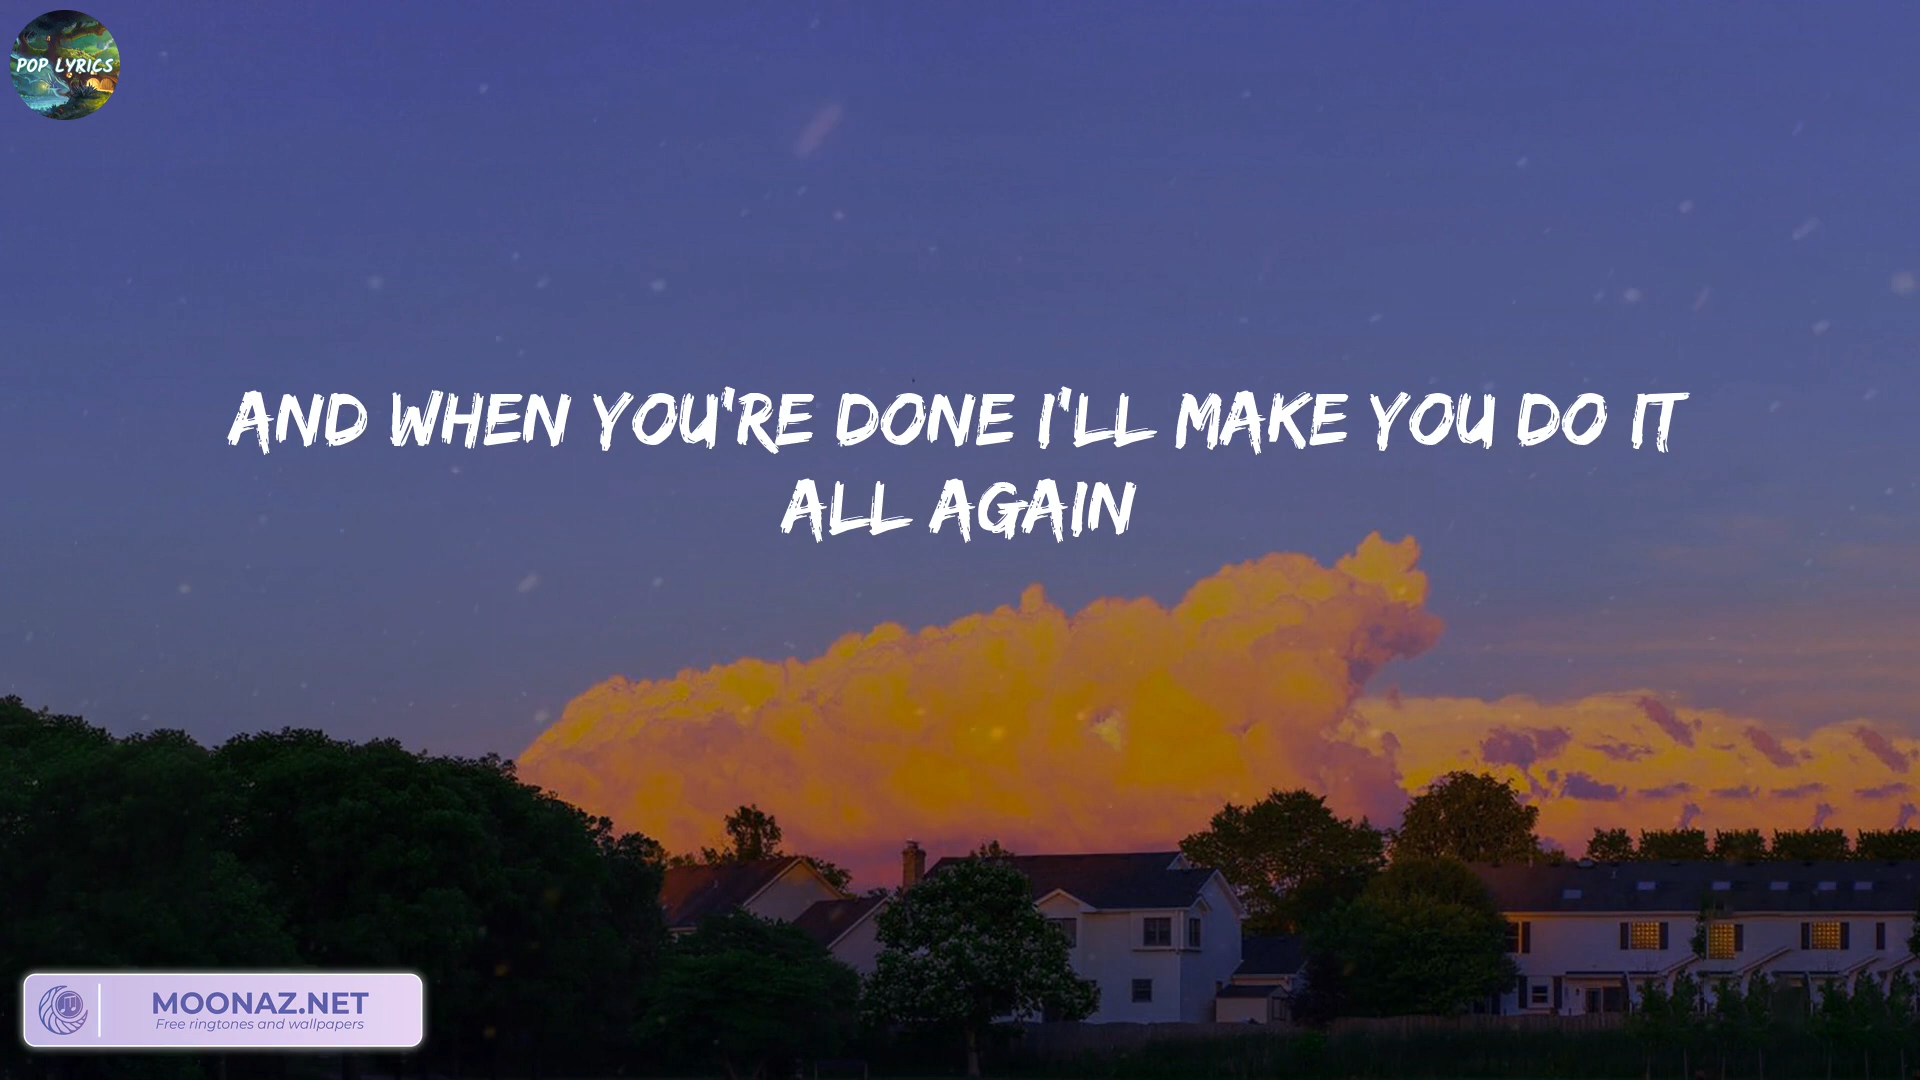 POP LYRICS
AND WHEN YOU'RE DONE I'LL MAKE YOU DO IT
ALL AGAIN
MOONAZ.NET
Free ringtones and wallpapers